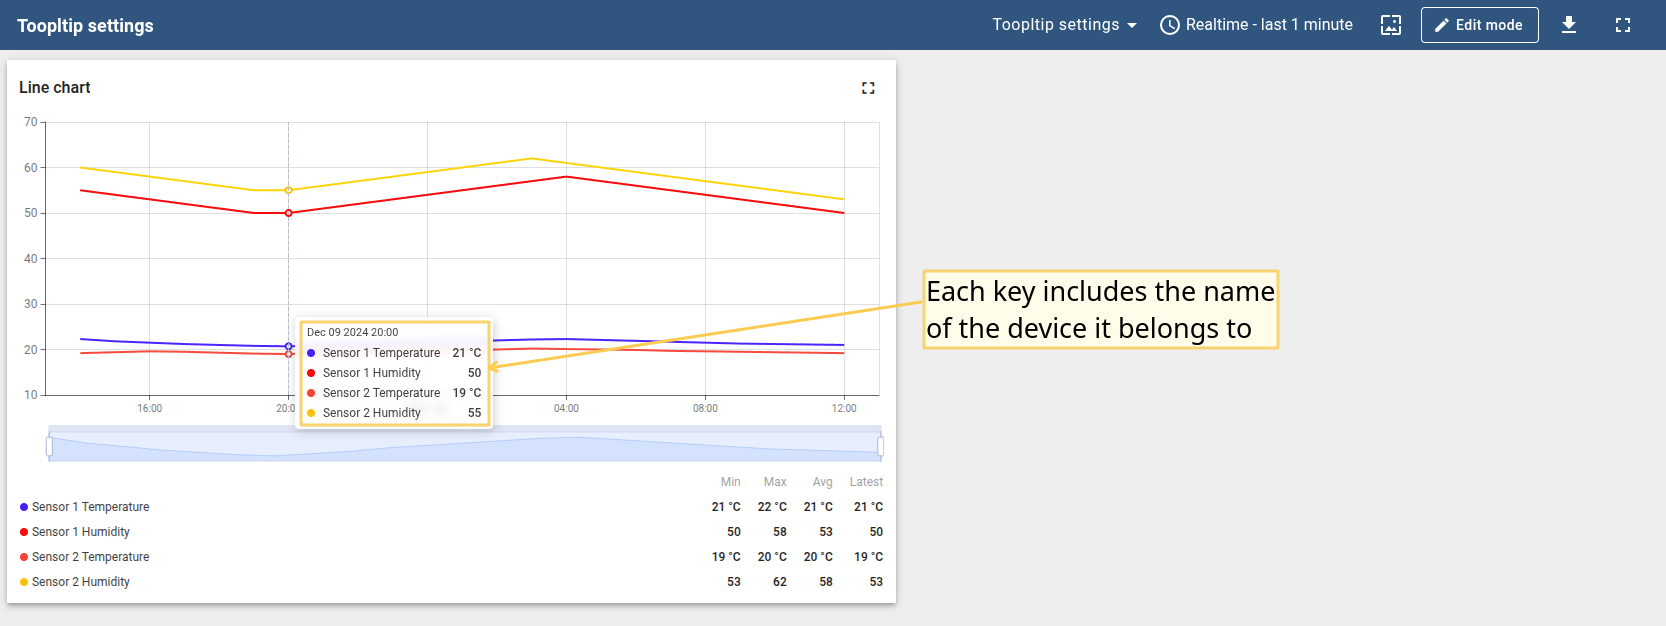 Toopltip settings
Toopltip settings
Realtime - last 1 minute
Edit mode
Line chart
70
60
50
40
30
20
10
16:00
20:0
04:00
08:00
12:00
Dec 09 2024 20:00
Sensor 1 Temperature 21 °C
Sensor 1 Humidity 50
Sensor 2 Temperature 19 °C
Sensor 2 Humidity 55
Each key includes the name
of the device it belongs to
Min Max Avg Latest
Sensor 1 Temperature 21 °C 22 °C 21 °C 21 °C
Sensor 1 Humidity 50 58 53 50
Sensor 2 Temperature 19 °C 20 °C 20 °C 19 °C
Sensor 2 Humidity 53 62 58 53